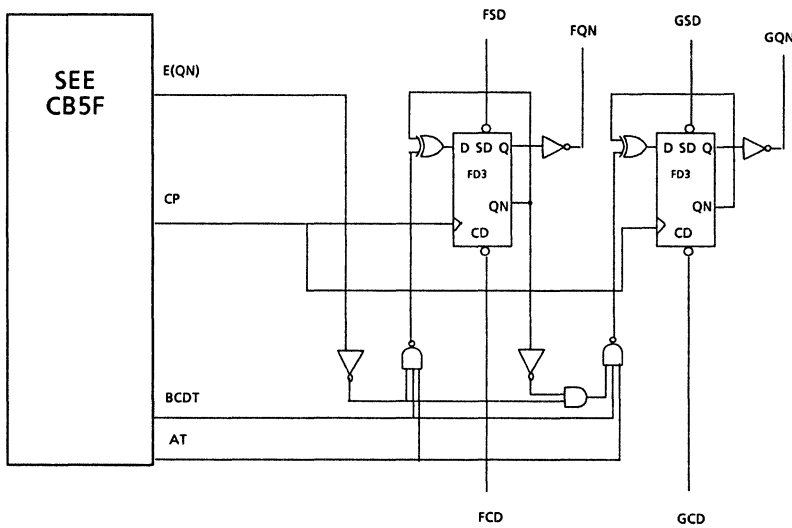 SEE
CB5F
E(QN)
CP
BCDT
AT
FSD
FQN
GSD
GQN
D SD Q
FD3
QN
CD
D SD Q
FD3
QN
CD
FCD
GCD